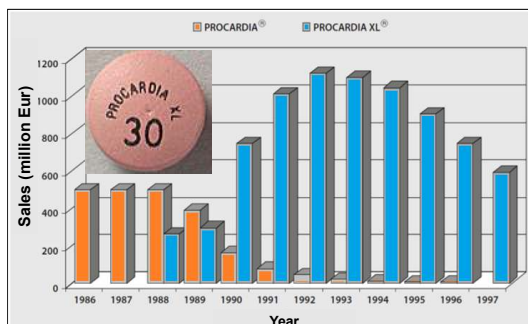 PROCARDIA® PROCARDIA XL®
1200
1000
800
600
400
200
0
Sales (million Eur)
PROCARDIA XL
30
1986 1987 1988 1989 1990 1991 1992 1993 1994 1995 1996 1997
Year